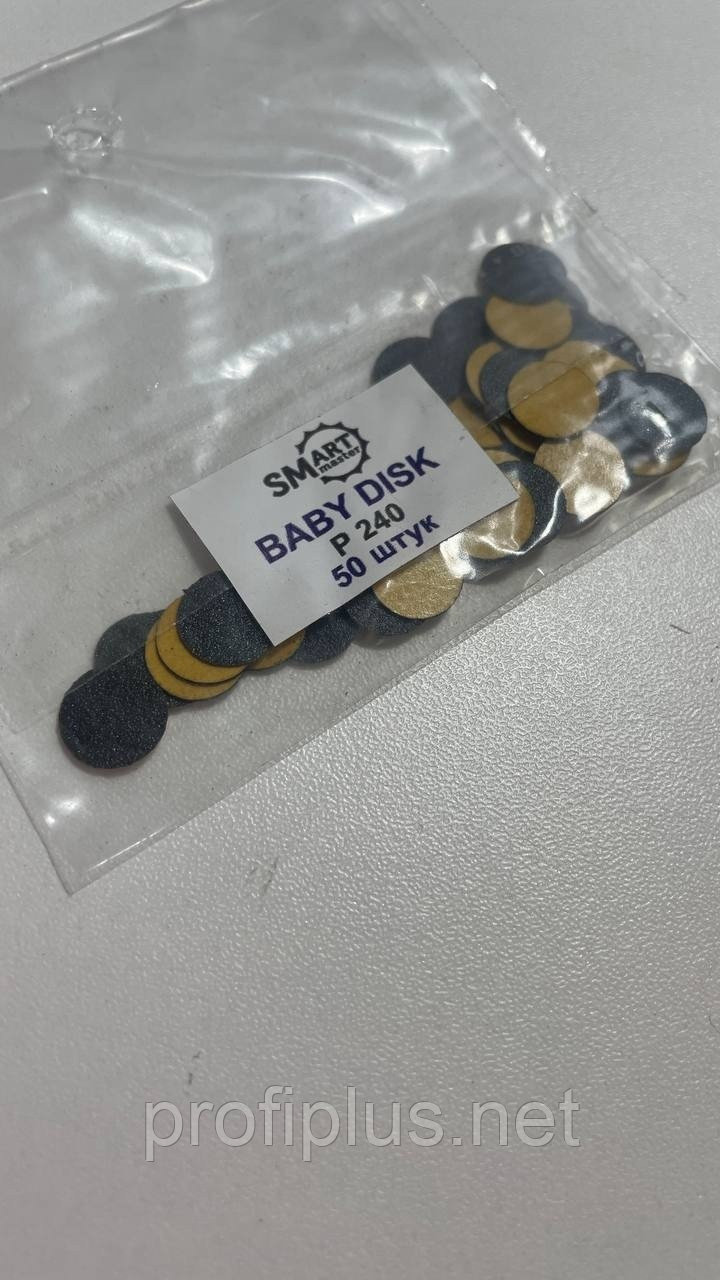 SMART
master
BABY DISK
P 240
50 штук
profiplus.net